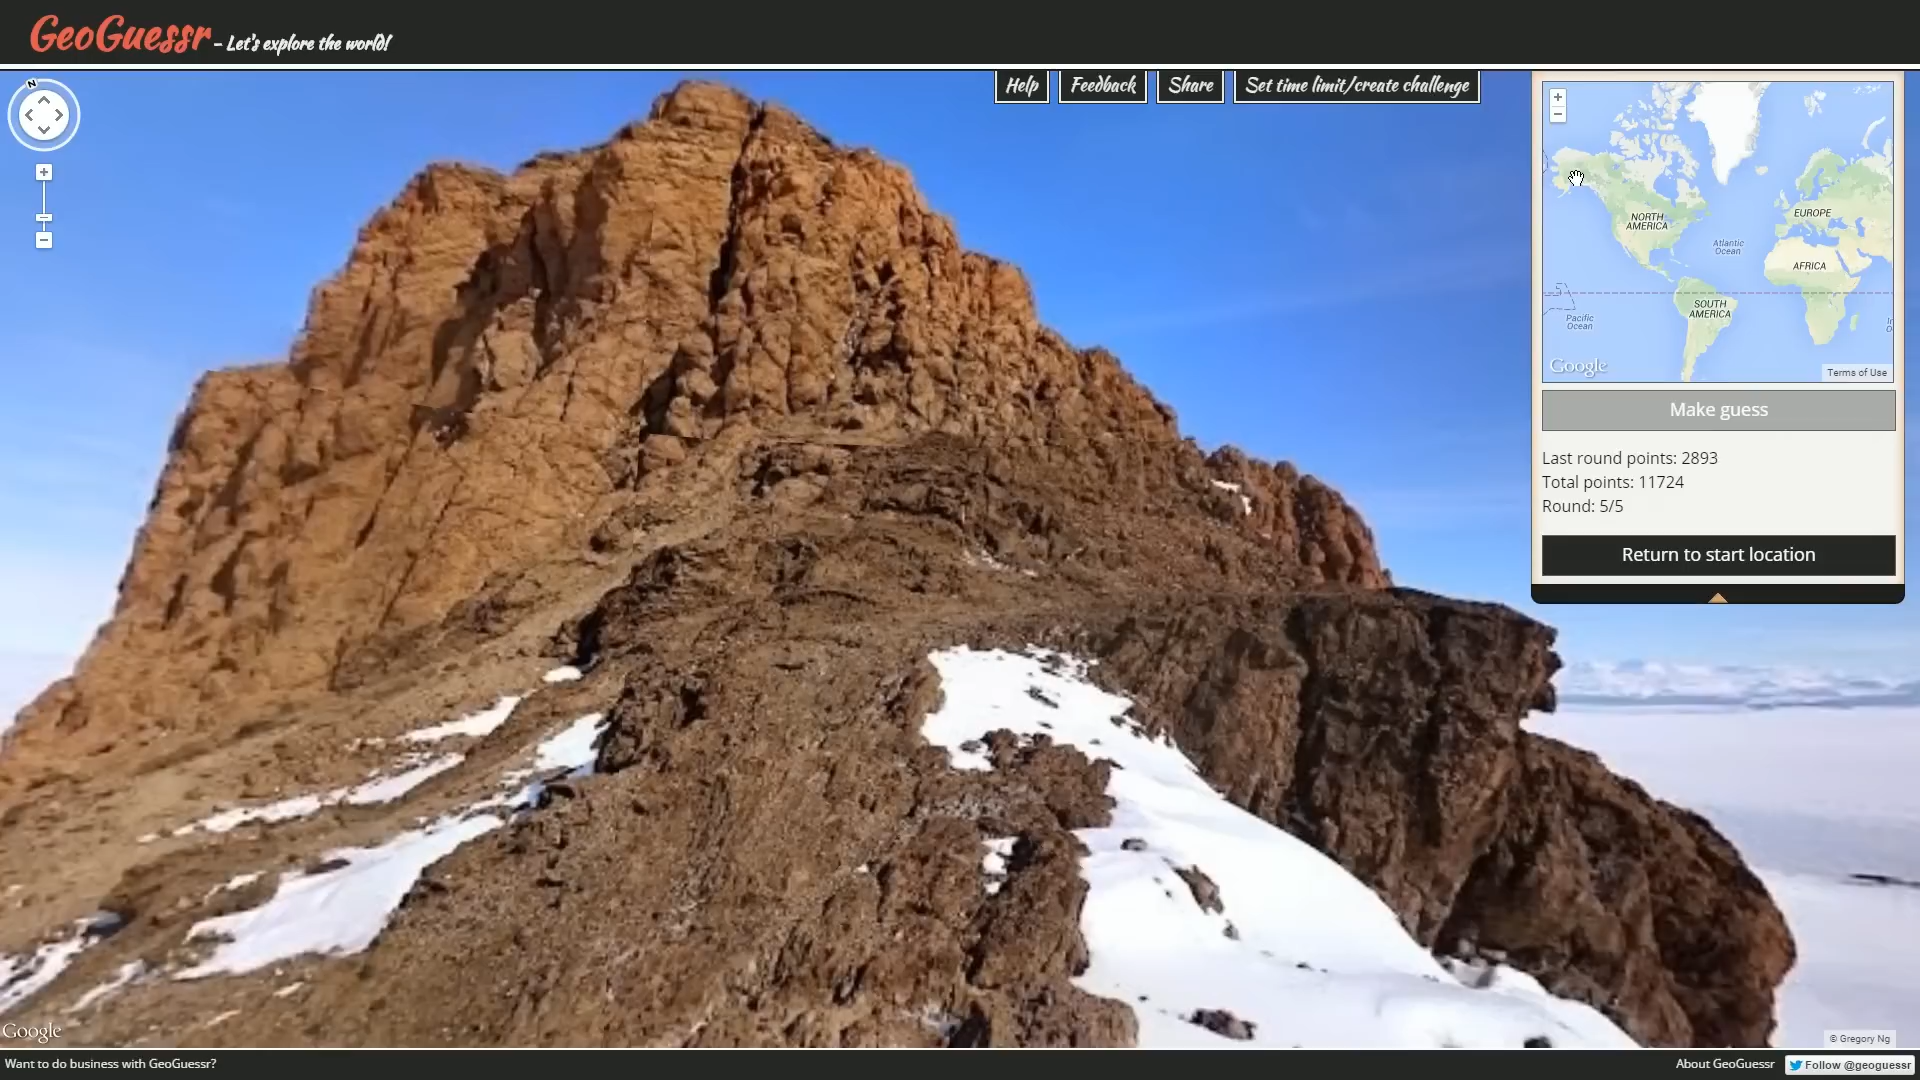 GeoGuessr - Let's explore the world!
N
Help
Feedback
Share
Set time limit/create challenge
+
−
+
−
NORTH
AMERICA
EUROPE
Atlantic
Ocean
AFRICA
SOUTH
AMERICA
Pacific
Ocean
Google
Terms of Use
Make guess
Last round points: 2893
Total points: 11724
Round: 5/5
Return to start location
Google
© Gregory Ng
Want to do business with GeoGuessr?
About GeoGuessr
Follow @geoguessr